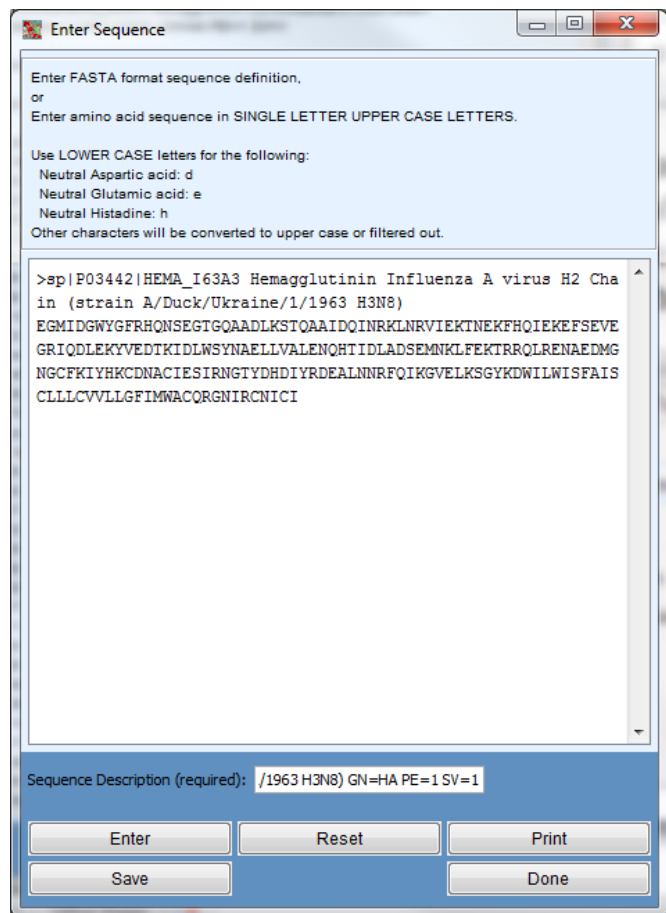 Enter Sequence
Enter FASTA format sequence definition,
or
Enter amino acid sequence in SINGLE LETTER UPPER CASE LETTERS.
Use LOWER CASE letters for the following:
Neutral Aspartic acid: d
Neutral Glutamic acid: e
Neutral Histadine: h
Other characters will be converted to upper case or filtered out.
>sp|P03442|HEMA_I63A3 Hemagglutinin Influenza A virus H2 Cha
in (strain A/Duck/Ukraine/1/1963 H3N8)
EGMIDGWYGFRHQNSEGTGQAADLKSTQAAIDQINRKLNRVIEKTNEKFHQIEKEFSEVE
GRIQDLEKYVEDTKIDLWSYNAELLVALENQHTIDLADSEMNKLFEKTRRQLRENAEDMG
NGCFKIYHKCDNACIESIRNGTYDHDIYRDEALNNRFQIKGVELKSGYKDWILWISFAIS
CLLLCVVLLGFIMWACQRGNIRCNICI
Sequence Description (required): /1963 H3N8) GN=HA PE=1 SV=1
Enter Reset Print
Save Done